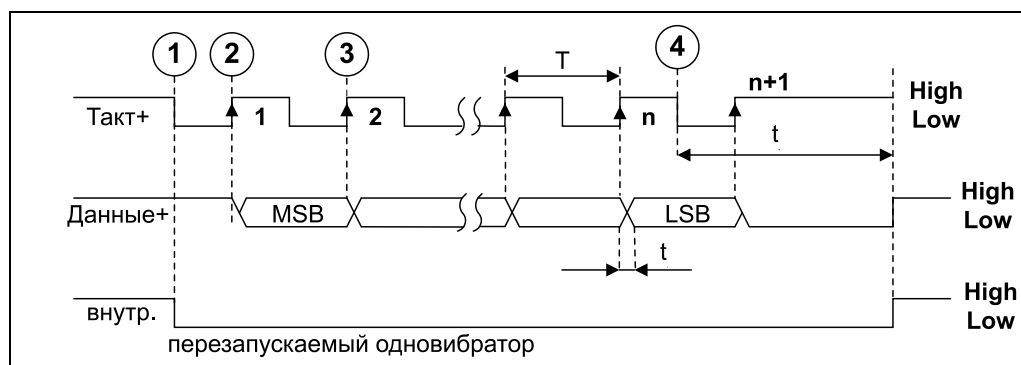 1 2 3 4
T
Такт+ 1 2 n n+1 High
Low
t
Данные+ MSB LSB High
Low
t
внутр. High
Low
перезапускаемый одновибратор